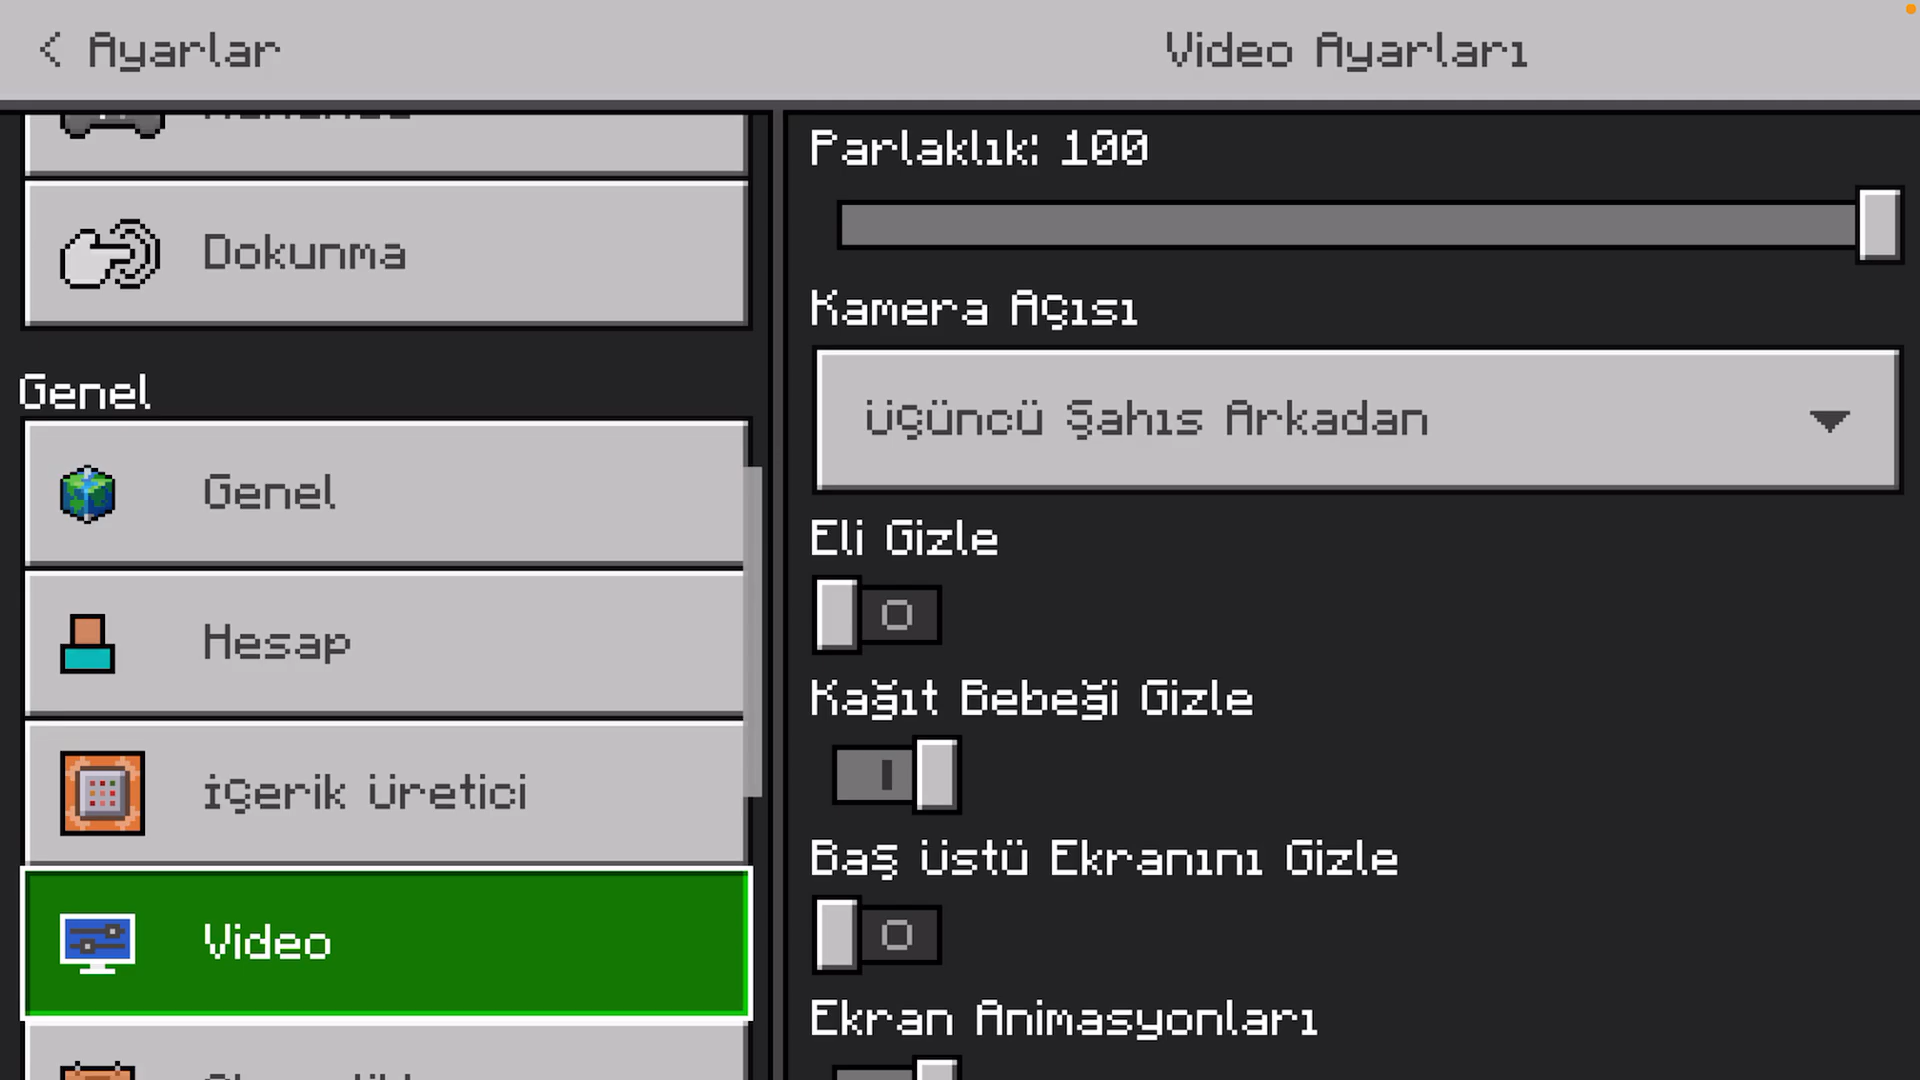 Ayarlar
Video Ayarları
Dokunma
Genel
Genel
Hesap
İçerik Üretici
Video
Parlaklık: 100
Kamera Açısı
Üçüncü Şahıs Arkadan
Eli Gizle
Kağıt Bebeği Gizle
Baş Üstü Ekranını Gizle
Ekran Animasyonları